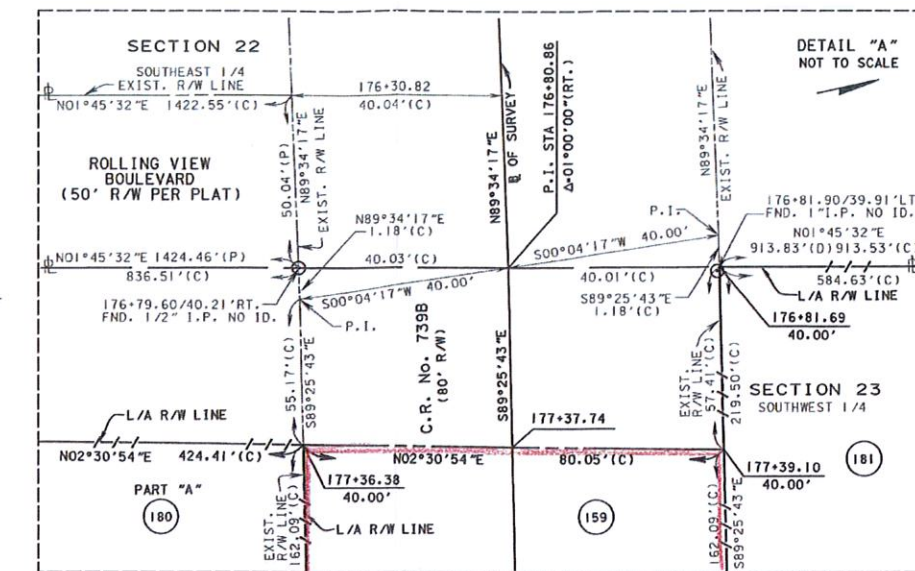 SECTION 22
SOUTHEAST 1/4
EXIST. R/W LINE
N01°45'32"E 1422.55'(C)
176+30.82
40.04'(C)
N89°34'17"E
B OF SURVEY
P.I. STA 176+80.86
Δ=01°00'00"(RT.)
DETAIL "A"
NOT TO SCALE
N89°34'17"E
EXIST. R/W LINE
ROLLING VIEW
BOULEVARD
(50' R/W PER PLAT)
50.04'(P)
N89°34'17"E
EXIST. R/W LINE
N89°34'17"E
1.18'(C)
P.I.
176+81.90/39.91'LT
FND. 1"I.P. NO ID.
N01°45'32"E
913.83'(D)913.53'(C)
N01°45'32"E 1424.46'(P)
836.51'(C)
40.03'(C)
S00°04'17"W 40.00'
S00°04'17"W 40.00'
40.01'(C)
584.63'(C)
L/A R/W LINE
176+79.60/40.21'RT.
FND. 1/2" I.P. NO ID.
P.I.
S89°25'43"E
1.18'(C)
176+81.69
40.00'
55.17'(C)
S89°25'43"E
C.R. No. 739B
(80' R/W)
S89°25'43"E
EXIST.
R/W LINE
57.41'(C)
219.50'(C)
SECTION 23
SOUTHWEST 1/4
L/A R/W LINE
177+37.74
N02°30'54"E 424.41'(C)
N02°30'54"E 80.05'(C)
177+36.38
40.00'
177+39.10
40.00'
181
PART "A"
180
EXIST.
R/W LINE
162.09'(C)
L/A R/W LINE
159
162.09'(C)
S89°25'43"E